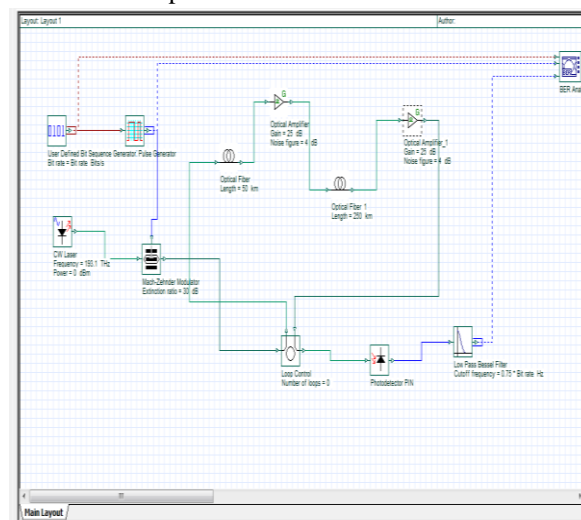 Layout: Layout 1
Author:
BER Anal
User Defined Bit Sequence Generator Pulse Generator
Bit rate = Bit rate Bits/s
Optical Amplifier
Gain = 25 dB
Noise figure = 4 dB
Optical Amplifier_1
Gain = 25 dB
Noise figure = 4 dB
Optical Fiber
Length = 50 km
Optical Fiber 1
Length = 250 km
CW Laser
Frequency = 190.1 THz
Power = 0 dBm
Mach-Zehnder Modulator
Extinction ratio = 30 dB
Loop Control
Number of loops = 0
Photodetector PIN
Low Pass Bessel Filter
Cutoff frequency = 0.75 * Bit rate Hz
Main Layout